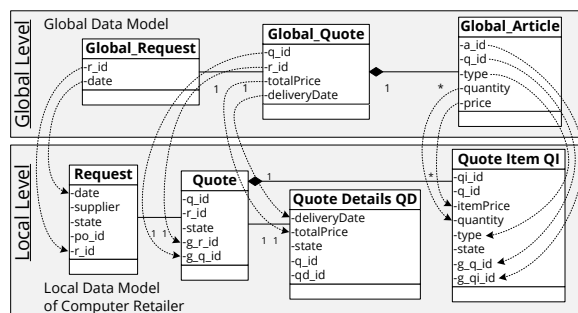 Global Level
Global Data Model
Global_Request
-r_id
-date
Global_Quote
-q_id
-r_id
-totalPrice
-deliveryDate
Global_Article
-a_id
-q_id
-type
-quantity
-price
1
1
1
*
Local Level
Request
-date
-supplier
-state
-po_id
-r_id
Quote
-q_id
-r_id
-state
-g_r_id
-g_q_id
Quote Details QD
-deliveryDate
-totalPrice
-state
-q_id
-qd_id
Quote Item QI
-qi_id
-q_id
-itemPrice
-quantity
-type
-state
-g_q_id
-g_qi_id
1
*
1 1
1 1
Local Data Model
of Computer Retailer